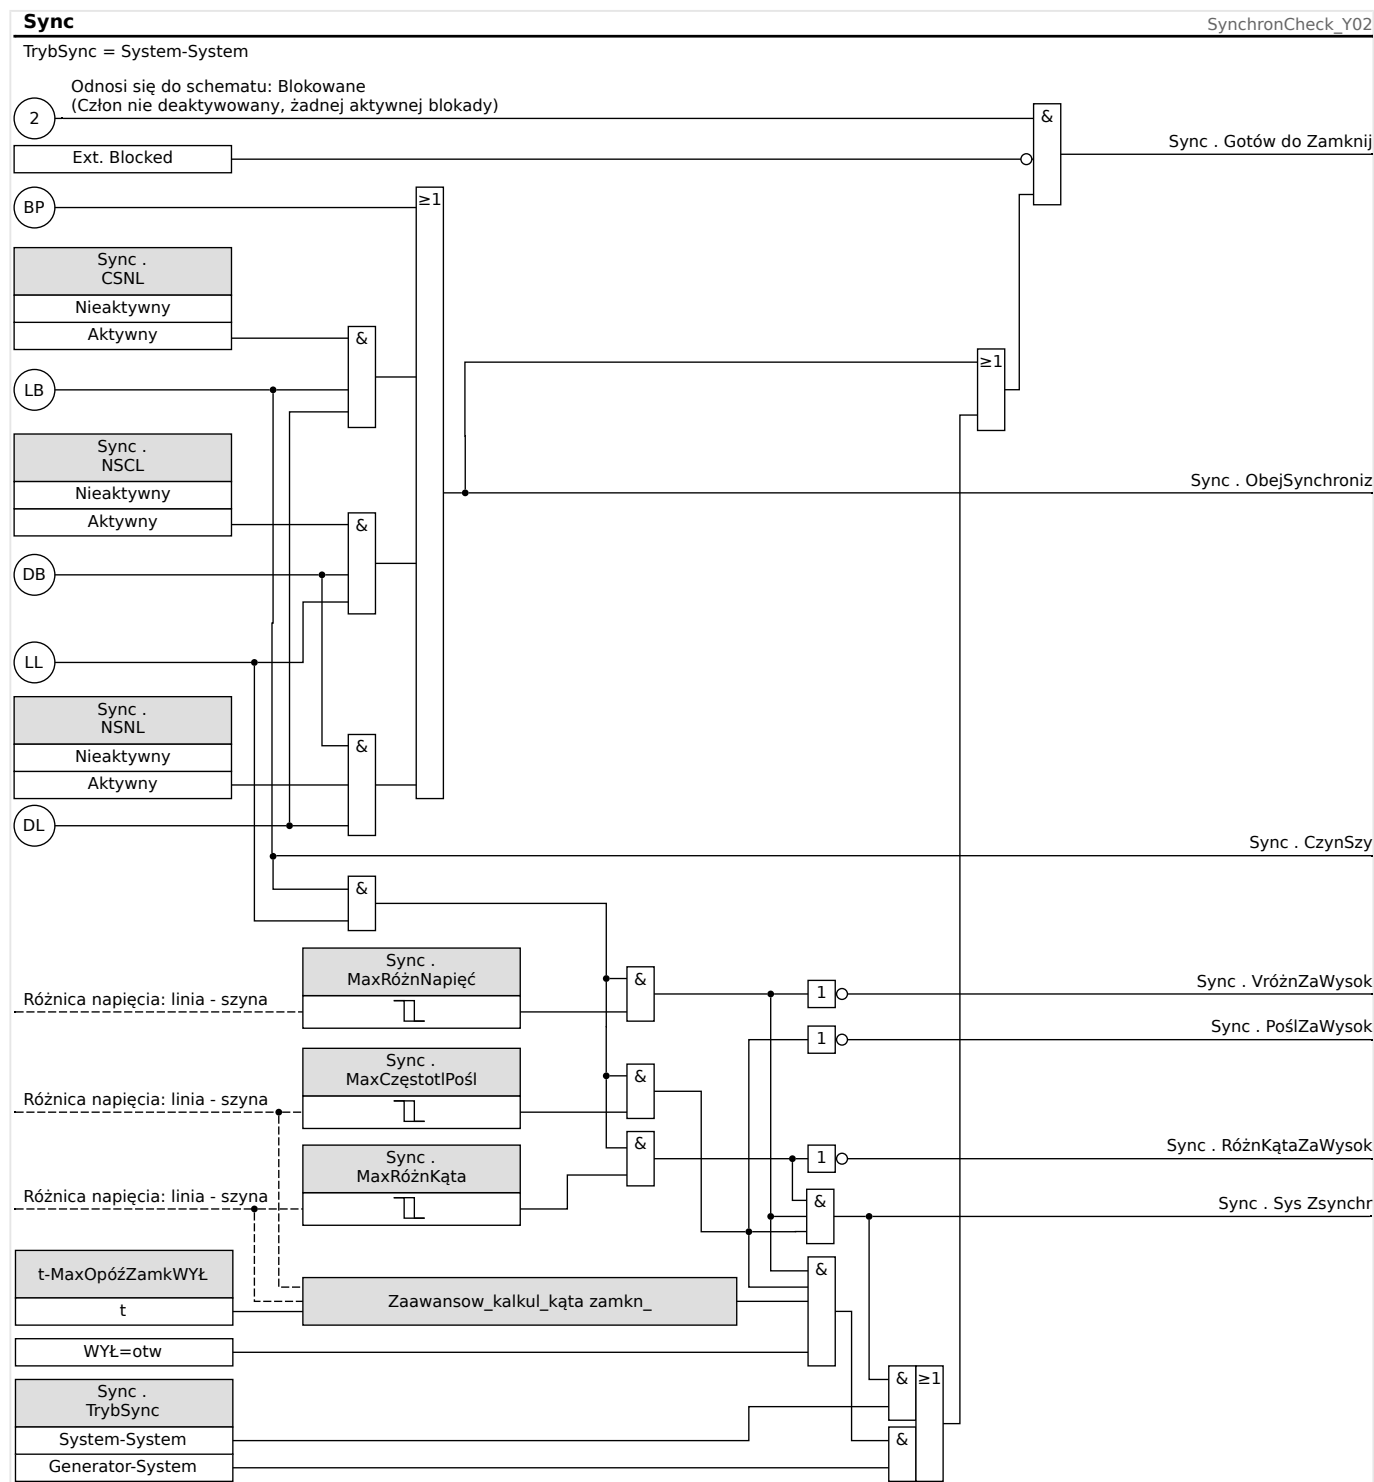 Sync
SynchronCheck_Y02
TrybSync = System-System
Odnosi się do schematu: Blokowane
(Człon nie deaktywowany, żadnej aktywnej blokady)
2
&
Sync . Gotów do Zamknij
Ext. Blocked
BP
≥1
Sync .
CSNL
Nieaktywny
Aktywny
&
≥1
LB
Sync .
NSCL
Nieaktywny
Aktywny
&
Sync . ObejSynchroniz
DB
LL
Sync .
NSNL
Nieaktywny
Aktywny
&
DL
Sync . CzynSzy
&
Sync .
MaxRóżnNapięć
&
1
Sync . VróżnZaWysok
Różnica napięcia: linia - szyna
1
Sync . PoślZaWysok
Sync .
MaxCzęstotlPośl
&
Różnica napięcia: linia - szyna
&
1
Sync . RóżnKątaZaWysok
Sync .
MaxRóżnKąta
Różnica napięcia: linia - szyna
&
Sync . Sys Zsynchr
t-MaxOpóźZamkWYŁ
t
Zaawansow_kalkul_kąta zamkn_
&
WYŁ=otw
Sync .
TrybSync
System-System
Generator-System
&
≥1
&